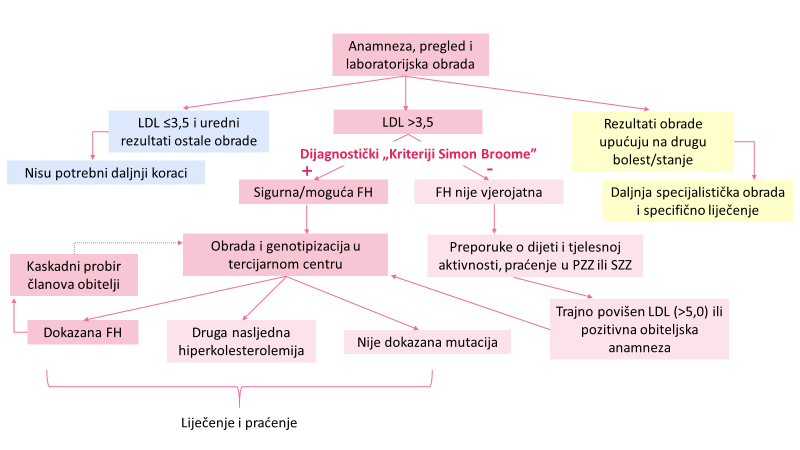 Anamneza, pregled i
laboratorijska obrada
LDL ≤3,5 i uredni
rezultati ostale obrade
LDL >3,5
Rezultati obrade
upućuju na drugu
bolest/stanje
Nisu potrebni daljnji koraci
Dijagnostički „Kriteriji Simon Broome”
+
-
Sigurna/moguća FH
FH nije vjerojatna
Daljnja specijalistička obrada
i specifično liječenje
Obrada i genotipizacija u
tercijarnom centru
Preporuke o dijeti i tjelesnoj
aktivnosti, praćenje u PZZ ili SZZ
Kaskadni probir
članova obitelji
Dokazana FH
Druga nasljedna
hiperkolesterolemija
Nije dokazana mutacija
Trajno povišen LDL (>5,0) ili
pozitivna obiteljska
anamneza
Liječenje i praćenje